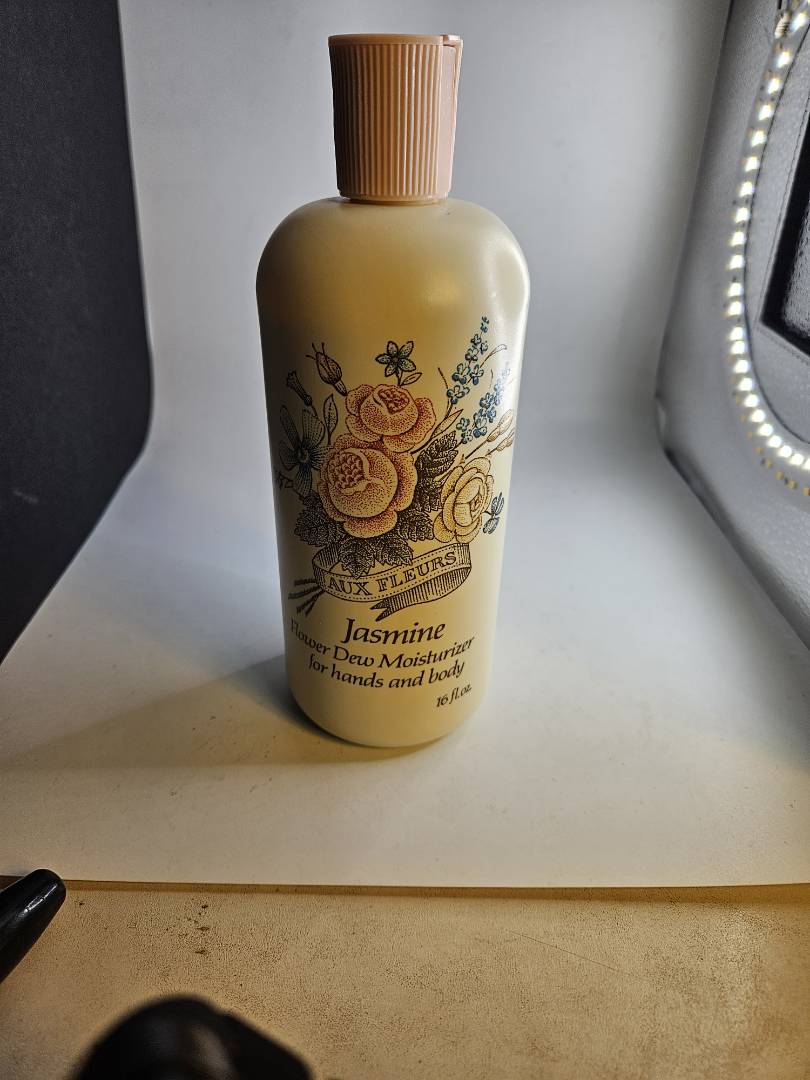 AUX FLEURS
Jasmine
Flower Dew Moisturizer
for hands and body
16 fl.oz.